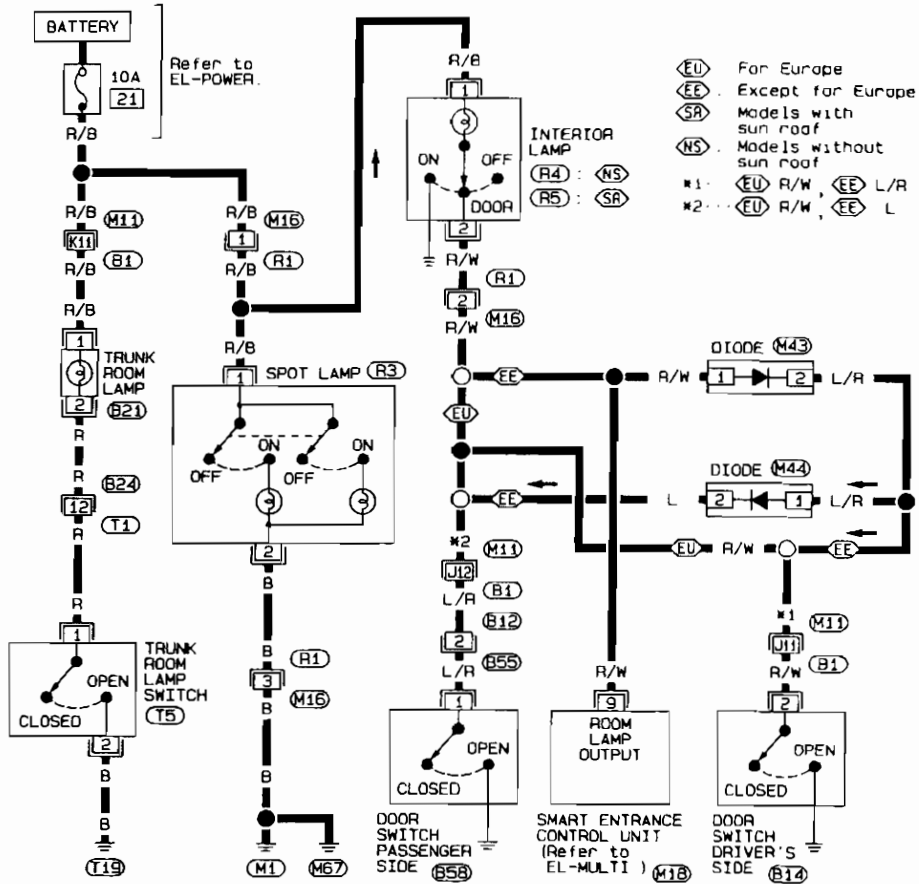 BATTERY
10A
21
Refer to
EL-POWER.
R/B
R/B
M11
K11
R/B
B1
R/B
1
TRUNK
ROOM
LAMP
2
B21
R
R
B24
12
T1
R
R
1
TRUNK
ROOM
LAMP
SWITCH
T5
OPEN
CLOSED
2
B
B
T19
R/B
M16
1
R/B
R1
R/B
1
SPOT LAMP R3
OFF
ON
OFF
ON
2
B
B
R1
3
M16
B
B
M1
M67
R/B
1
INTERIOR
LAMP
R4 : NS
R5 : SR
ON
OFF
DOOR
2
R/W
R1
2
R/W
M16
EE
EU
EE
*2
M11
J12
L/R
B1
B12
2
L/R
B55
1
OPEN
CLOSED
DOOR
SWITCH
PASSENGER
SIDE B58
EU For Europe
EE . Except for Europe
SR Models with
sun roof
NS . Models without
sun roof
*1· EU R/W , EE L/R
*2··· EU R/W , EE L
DIODE M43
R/W
1
2
L/R
DIODE M44
L
2
1
L/R
EU
R/W
EE
R/W
9
ROOM
LAMP
OUTPUT
SMART ENTRANCE
CONTROL UNIT
(Refer to
EL-MULTI ) M18
*1
M11
J11
R/W
B1
2
OPEN
CLOSED
DOOR
SWITCH
DRIVER'S
SIDE B14